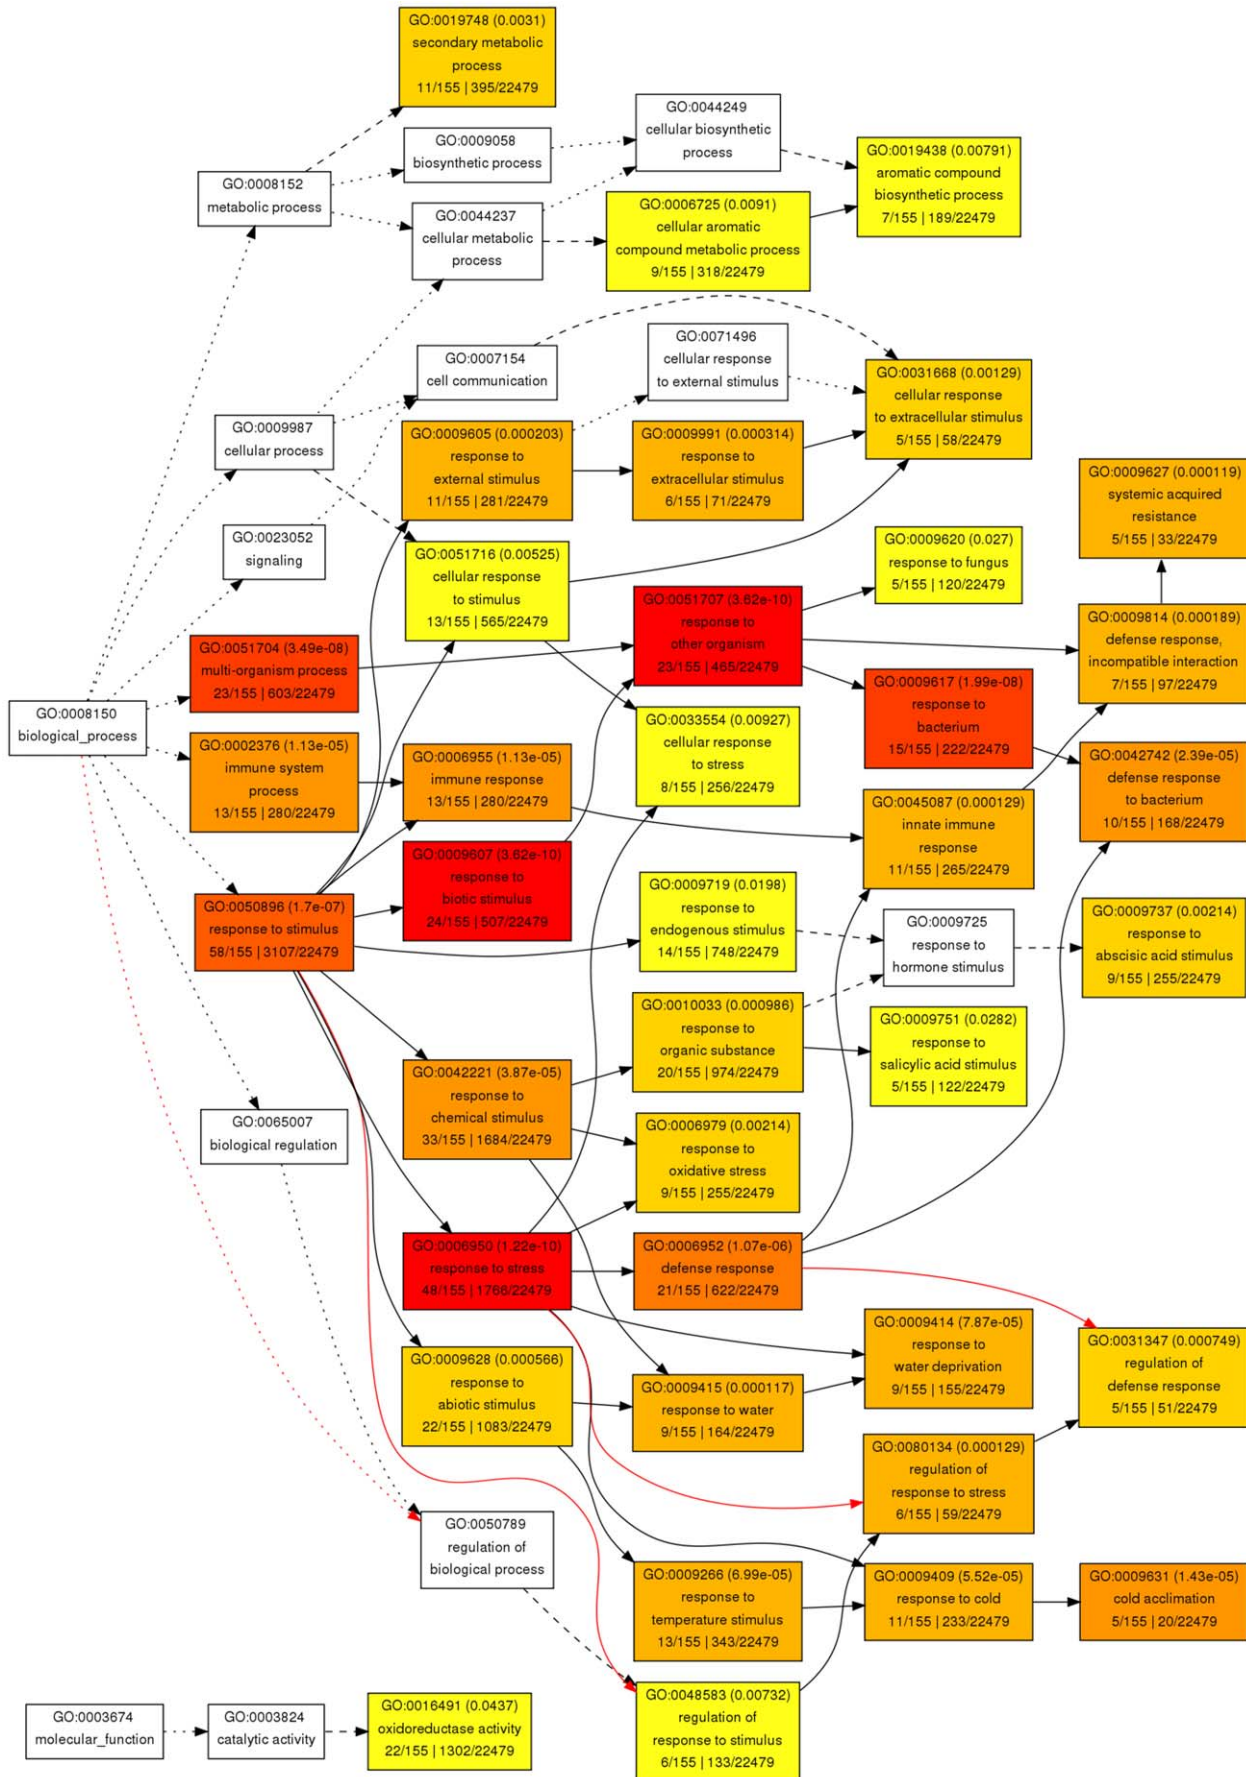 GO:0019748 (0.0031)
secondary metabolic
process
11/155 | 395/22479
GO:0009058
biosynthetic process
GO:0044249
cellular biosynthetic
process
GO:0019438 (0.00791)
aromatic compound
biosynthetic process
7/155 | 189/22479
GO:0008152
metabolic process
GO:0044237
cellular metabolic
process
GO:0006725 (0.0091)
cellular aromatic
compound metabolic process
9/155 | 318/22479
GO:0007154
cell communication
GO:0071496
cellular response
to external stimulus
GO:0031668 (0.00129)
cellular response
to extracellular stimulus
5/155 | 58/22479
GO:0009987
cellular process
GO:0009605 (0.000203)
response to
external stimulus
11/155 | 281/22479
GO:0009991 (0.000314)
response to
extracellular stimulus
6/155 | 71/22479
GO:0009627 (0.000119)
systemic acquired
resistance
5/155 | 33/22479
GO:0023052
signaling
GO:0051716 (0.00525)
cellular response
to stimulus
13/155 | 565/22479
GO:0009620 (0.027)
response to fungus
5/155 | 120/22479
GO:0051704 (3.49e-08)
multi-organism process
23/155 | 603/22479
GO:0051707 (3.62e-10)
response to
other organism
23/155 | 465/22479
GO:0009814 (0.000189)
defense response,
incompatible interaction
7/155 | 97/22479
GO:0009617 (1.99e-08)
response to
bacterium
15/155 | 222/22479
GO:0008150
biological_process
GO:0002376 (1.13e-05)
immune system
process
13/155 | 280/22479
GO:0006955 (1.13e-05)
immune response
13/155 | 280/22479
GO:0033554 (0.00927)
cellular response
to stress
8/155 | 256/22479
GO:0042742 (2.39e-05)
defense response
to bacterium
10/155 | 168/22479
GO:0045087 (0.000129)
innate immune
response
11/155 | 265/22479
GO:0009607 (3.62e-10)
response to
biotic stimulus
24/155 | 507/22479
GO:0050896 (1.7e-07)
response to stimulus
58/155 | 3107/22479
GO:0009719 (0.0198)
response to
endogenous stimulus
14/155 | 748/22479
GO:0009725
response to
hormone stimulus
GO:0009737 (0.00214)
response to
abscisic acid stimulus
9/155 | 255/22479
GO:0010033 (0.000986)
response to
organic substance
20/155 | 974/22479
GO:0009751 (0.0282)
response to
salicylic acid stimulus
5/155 | 122/22479
GO:0042221 (3.87e-05)
response to
chemical stimulus
33/155 | 1684/22479
GO:0065007
biological regulation
GO:0006979 (0.00214)
response to
oxidative stress
9/155 | 255/22479
GO:0006950 (1.22e-10)
response to stress
48/155 | 1766/22479
GO:0006952 (1.07e-06)
defense response
21/155 | 622/22479
GO:0009414 (7.87e-05)
response to
water deprivation
9/155 | 155/22479
GO:0031347 (0.000749)
regulation of
defense response
5/155 | 51/22479
GO:0009628 (0.000566)
response to
abiotic stimulus
22/155 | 1083/22479
GO:0009415 (0.000117)
response to water
9/155 | 164/22479
GO:0080134 (0.000129)
regulation of
response to stress
6/155 | 59/22479
GO:0050789
regulation of
biological process
GO:0009266 (6.99e-05)
response to
temperature stimulus
13/155 | 343/22479
GO:0009409 (5.52e-05)
response to cold
11/155 | 233/22479
GO:0009631 (1.43e-05)
cold acclimation
5/155 | 20/22479
GO:0048583 (0.00732)
regulation of
response to stimulus
6/155 | 133/22479
GO:0003674
molecular_function
GO:0003824
catalytic activity
GO:0016491 (0.0437)
oxidoreductase activity
22/155 | 1302/22479